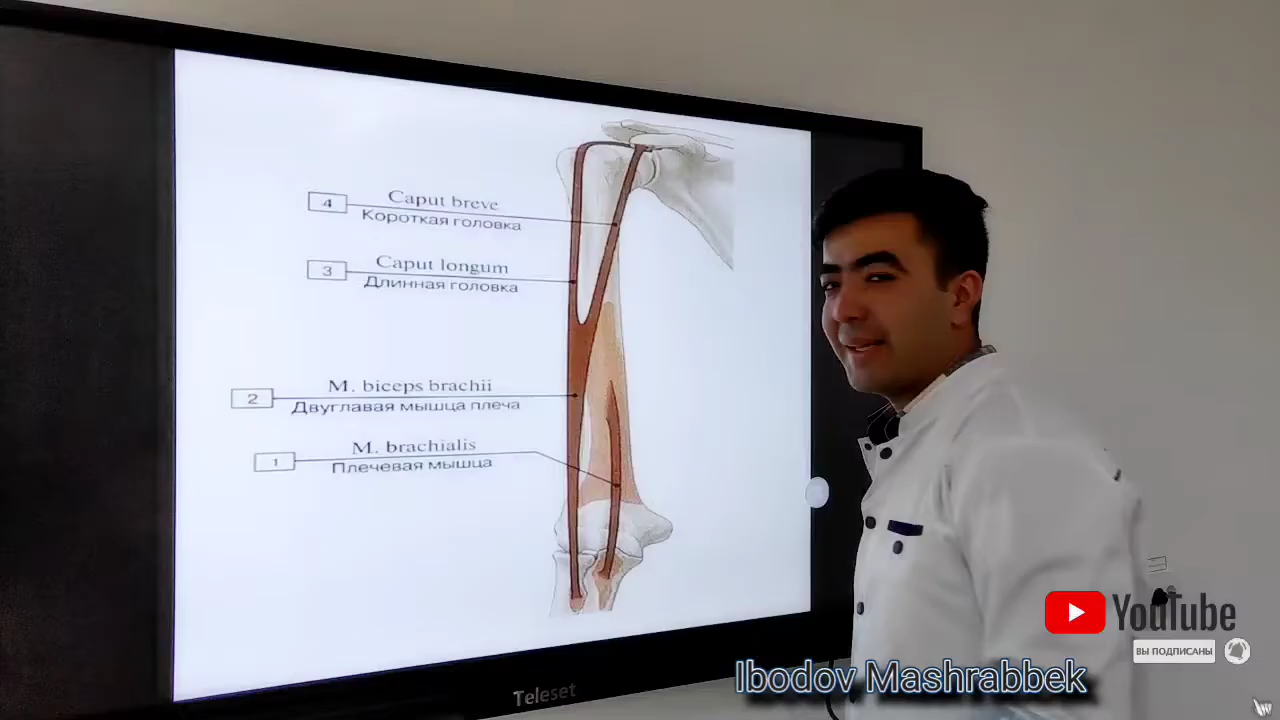 4
Caput breve
Короткая головка
3
Caput longum
Длинная головка
2
M. biceps brachii
Двуглавая мышца плеча
1
M. brachialis
Плечевая мышца
Teleset
YouTube
ВЫ ПОДПИСАНЫ
Ibodov Mashrabbek